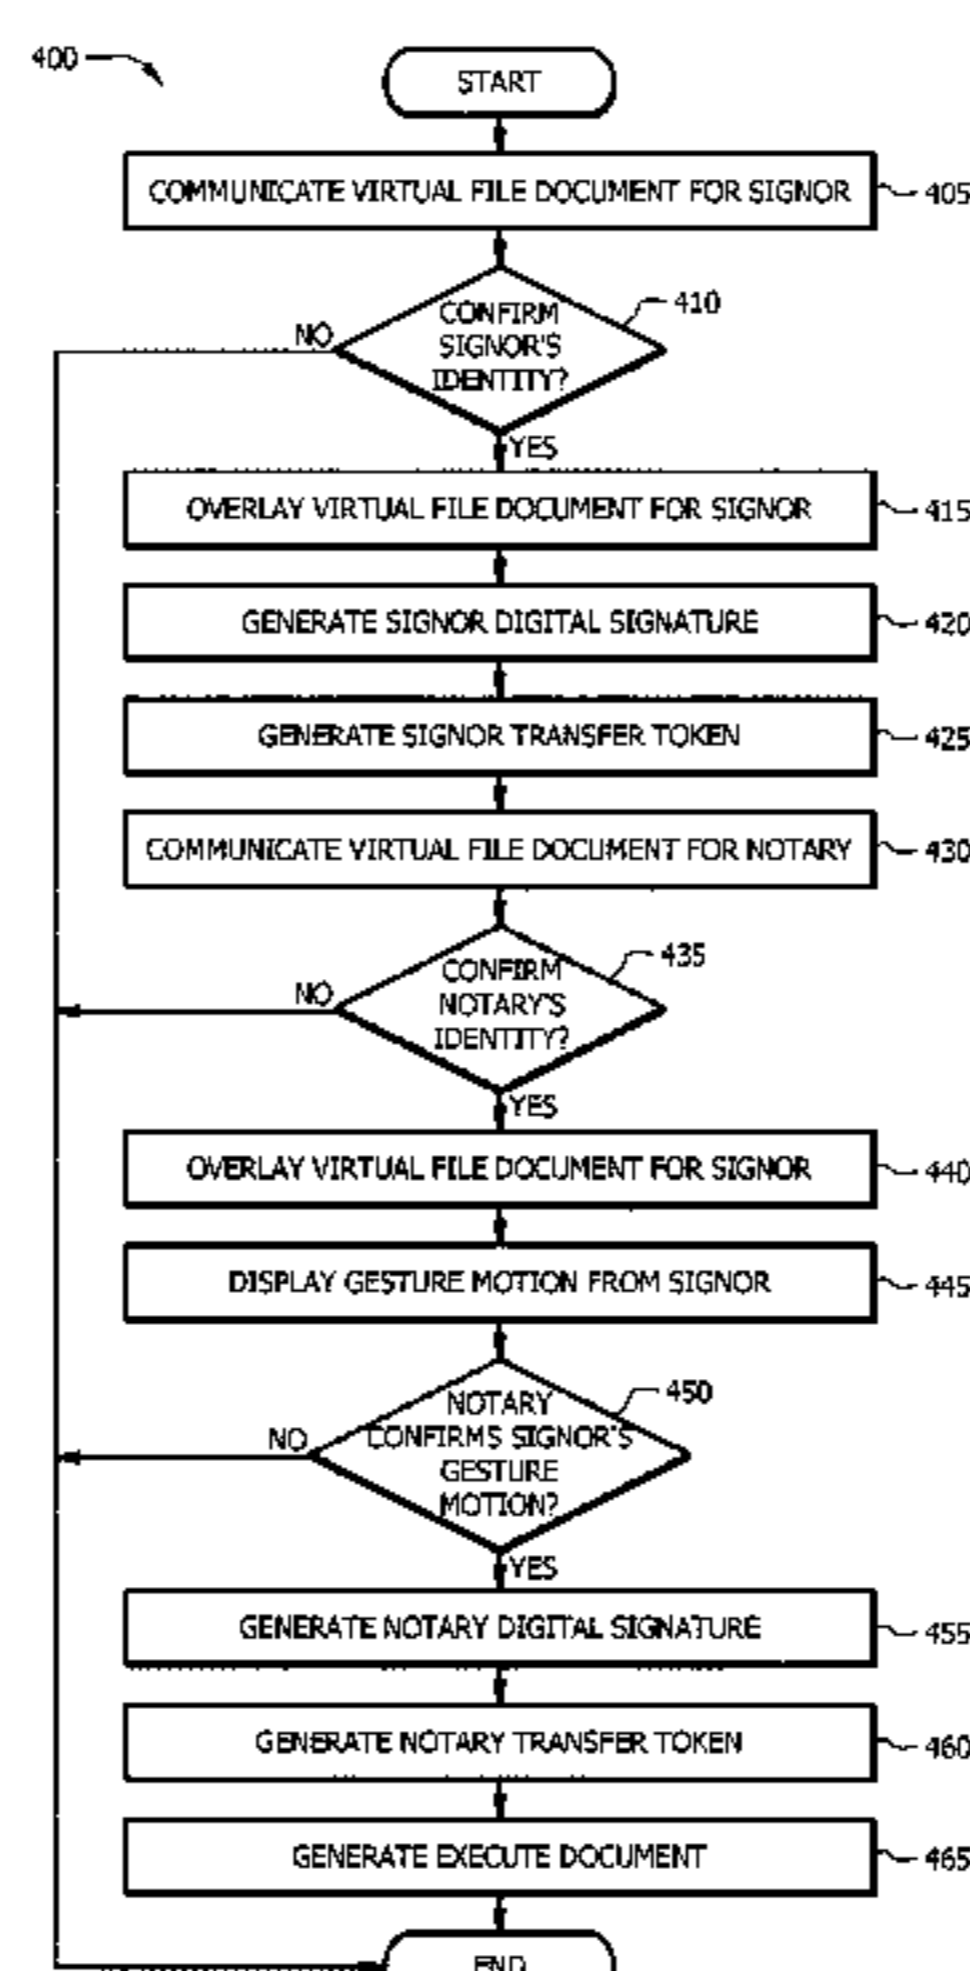 400
START
COMMUNICATE VIRTUAL FILE DOCUMENT FOR SIGNOR
405
CONFIRM
SIGNOR'S
IDENTITY?
410
NO
YES
OVERLAY VIRTUAL FILE DOCUMENT FOR SIGNOR
415
GENERATE SIGNOR DIGITAL SIGNATURE
420
GENERATE SIGNOR TRANSFER TOKEN
425
COMMUNICATE VIRTUAL FILE DOCUMENT FOR NOTARY
430
CONFIRM
NOTARY'S
IDENTITY?
435
NO
YES
OVERLAY VIRTUAL FILE DOCUMENT FOR SIGNOR
440
DISPLAY GESTURE MOTION FROM SIGNOR
445
NOTARY
CONFIRMS SIGNOR'S
GESTURE
MOTION?
450
NO
YES
GENERATE NOTARY DIGITAL SIGNATURE
455
GENERATE NOTARY TRANSFER TOKEN
460
GENERATE EXECUTE DOCUMENT
465
END